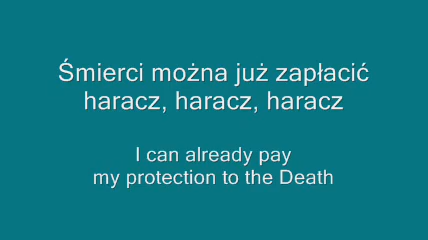 Śmierci można już zapłacić
haracz, haracz, haracz
I can already pay
my protection to the Death